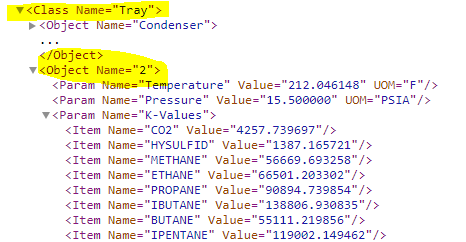 ▼<Class Name="Tray">
▶<Object Name="Condenser">
...
</Object>
▼<Object Name="2">
<Param Name="Temperature" Value="212.046148" UOM="F"/>
<Param Name="Pressure" Value="15.500000" UOM="PSIA"/>
▼<Param Name="K-Values">
<Item Name="CO2" Value="4257.739697"/>
<Item Name="HYSULFID" Value="1387.165721"/>
<Item Name="METHANE" Value="56669.693258"/>
<Item Name="ETHANE" Value="66501.203302"/>
<Item Name="PROPANE" Value="90894.739854"/>
<Item Name="IBUTANE" Value="138806.930835"/>
<Item Name="BUTANE" Value="55111.219856"/>
<Item Name="IPENTANE" Value="119002.149462"/>